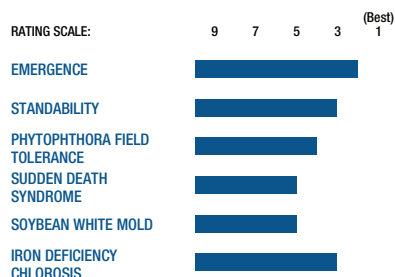 (Best)
RATING SCALE: 9 7 5 3 1
EMERGENCE
STANDABILITY
PHYTOPHTHORA FIELD
TOLERANCE
SUDDEN DEATH
SYNDROME
SOYBEAN WHITE MOLD
IRON DEFICIENCY
CHLOROSIS